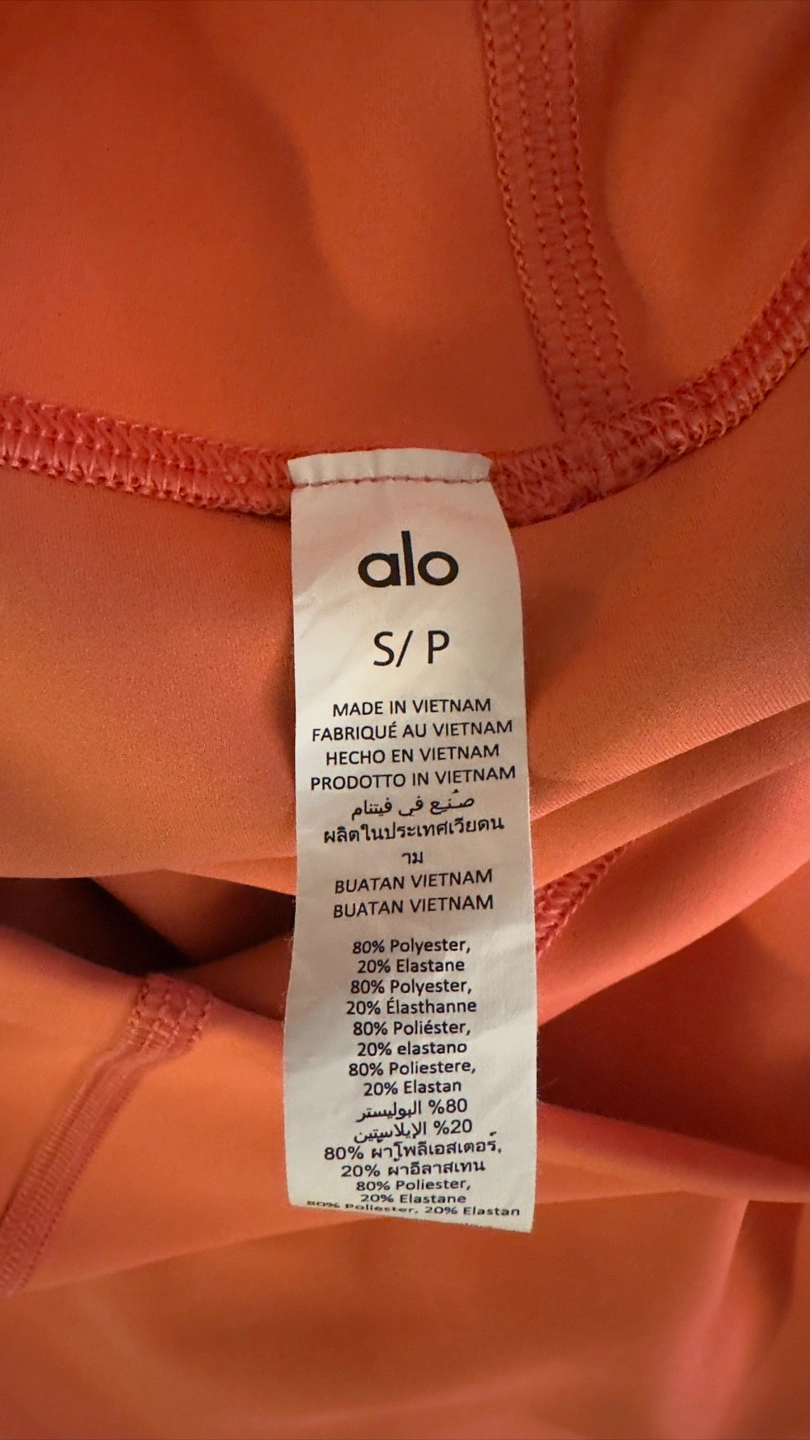 alo
S/ P
MADE IN VIETNAM
FABRIQUÉ AU VIETNAM
HECHO EN VIETNAM
PRODOTTO IN VIETNAM
صُنِع في فيتنام
ผลิตในประเทศเวียดน
าม
BUATAN VIETNAM
BUATAN VIETNAM
80% Polyester,
20% Elastane
80% Polyester,
20% Élasthanne
80% Poliéster,
20% elastano
80% Poliestere,
20% Elastan
80% البوليستر
20% الإيلاستين
80% ผ้าโพลีเอสเตอร์,
20% ผ้าอีลาสเทน
80% Poliester,
20% Elastane
80% Poliester, 20% Elastan